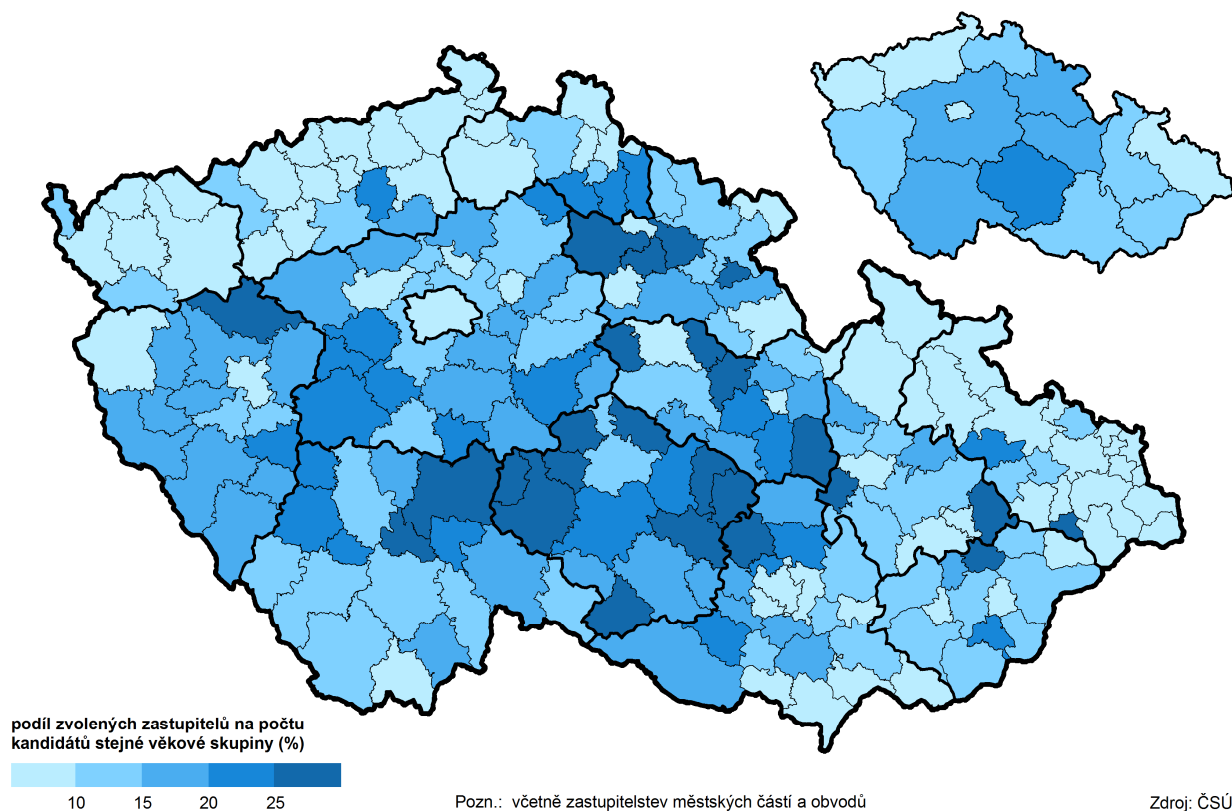 podíl zvolených zastupitelů na počtu
kandidátů stejné věkové skupiny (%)
10 15 20 25
Pozn.: včetně zastupitelstev městských částí a obvodů
Zdroj: ČSÚ